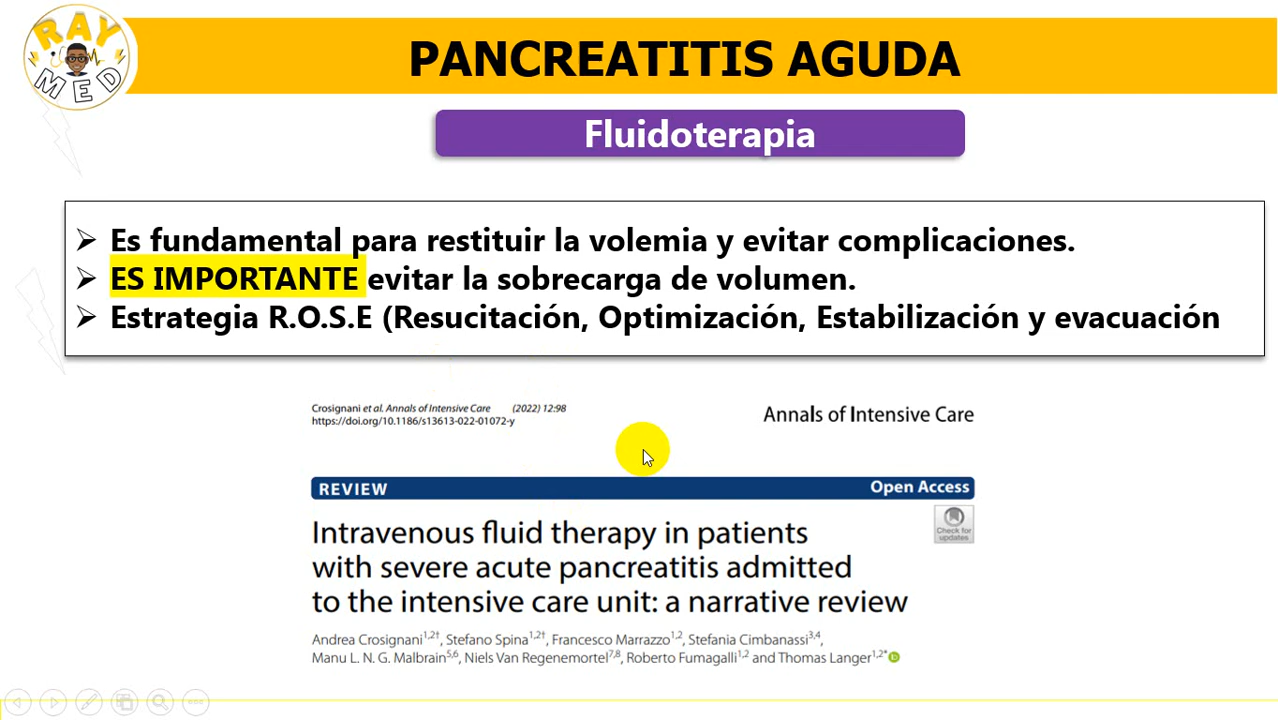 RAY
MED
PANCREATITIS AGUDA
Fluidoterapia
➢ Es fundamental para restituir la volemia y evitar complicaciones.
➢ ES IMPORTANTE evitar la sobrecarga de volumen.
➢ Estrategia R.O.S.E (Resucitación, Optimización, Estabilización y evacuación
Crosignani et al. Annals of Intensive Care (2022) 12:98
https://doi.org/10.1186/s13613-022-01072-y
Annals of Intensive Care
REVIEW Open Access
Check for
updates
Intravenous fluid therapy in patients
with severe acute pancreatitis admitted
to the intensive care unit: a narrative review
Andrea Crosignani1,2†, Stefano Spina1,2†, Francesco Marrazzo1,2, Stefania Cimbanassi3,4,
Manu L. N. G. Malbrain5,6, Niels Van Regenmortel7,8, Roberto Fumagalli1,2 and Thomas Langer1,2*